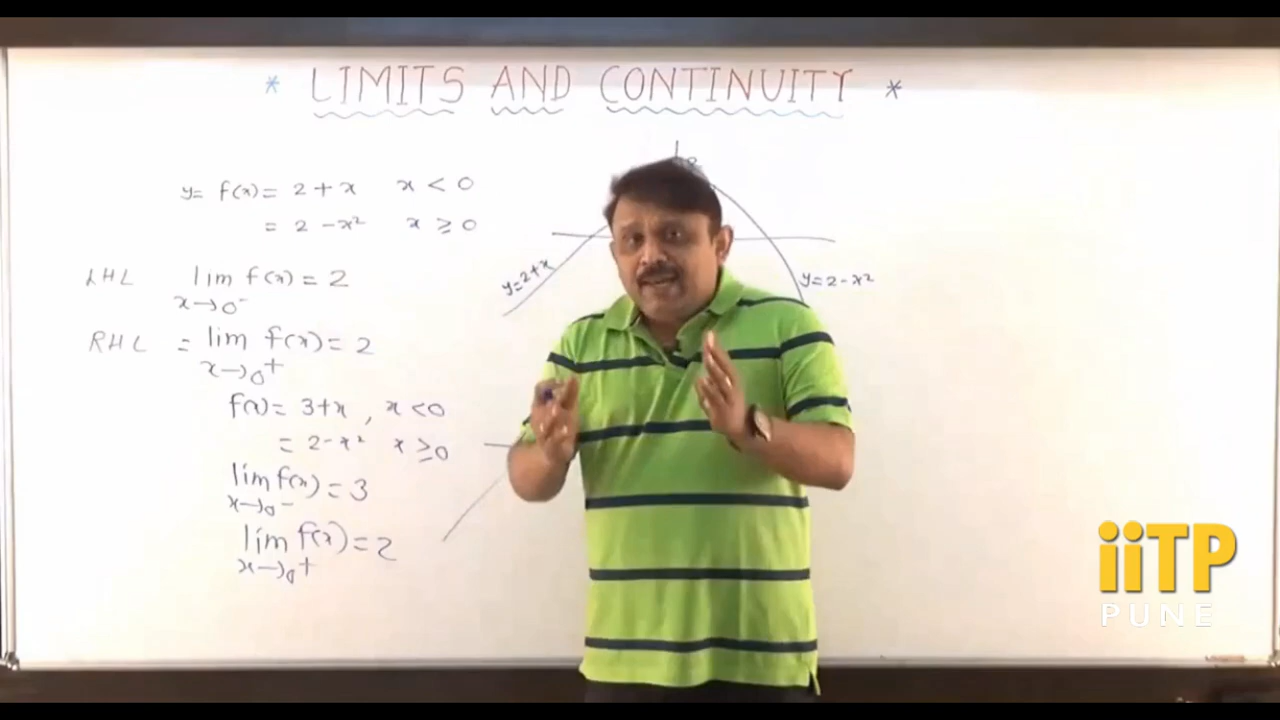 * LIMITS AND CONTINUITY *
y= f(x)= 2+x x < 0
= 2-x² x ≥ 0
LHL lim f(x) = 2
x→0⁻
RHL = lim f(x) = 2
x→0⁺
f(x)= 3+x , x<0
= 2-x² x ≥0
lim f(x) = 3
x→0⁻
lim f(x) = 2
x→0⁺
y=2+x
y=2-x²
iiTP
PUNE